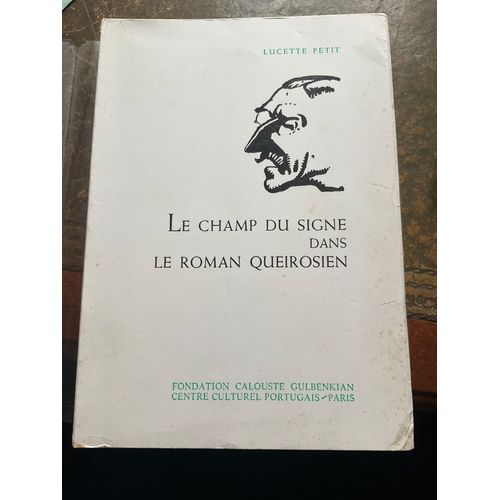 LUCETTE PETIT
LE CHAMP DU SIGNE
DANS
LE ROMAN QUEIROSIEN
FONDATION CALOUSTE GULBENKIAN
CENTRE CULTUREL PORTUGAIS-PARIS